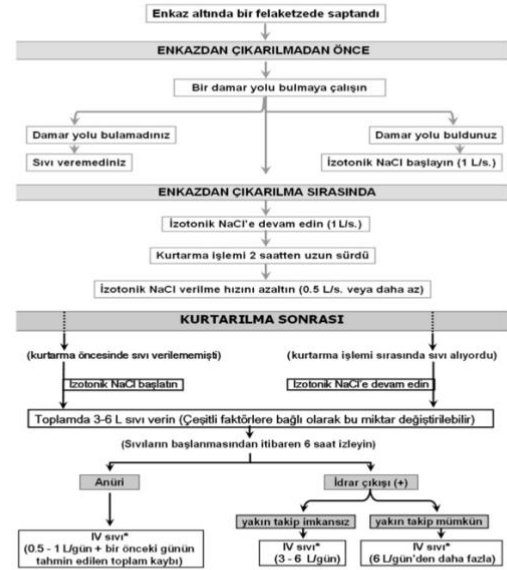 Enkaz altında bir felaketzede saptandı
ENKAZDAN ÇIKARILMADAN ÖNCE
Bir damar yolu bulmaya çalışın
Damar yolu bulamadınız
Damar yolu buldunuz
Sıvı veremediniz
İzotonik NaCl başlayın (1 L/s.)
ENKAZDAN ÇIKARILMA SIRASINDA
İzotonik NaCl'e devam edin (1L/s.)
Kurtarma işlemi 2 saatten uzun sürdü
İzotonik NaCl verilme hızını azaltın (0.5 L/s. veya daha az)
KURTARILMA SONRASI
(kurtarma öncesinde sıvı verilememişti)
(kurtarma işlemi sırasında sıvı alıyordu)
İzotonik NaCl başlatın
İzotonik NaCl'e devam edin
Toplamda 3-6 L sıvı verin (Çeşitli faktörlere bağlı olarak bu miktar değiştirilebilir)
(Sıvıların başlanmasından itibaren 6 saat izleyin)
Anüri
İdrar çıkışı (+)
yakın takip imkansız
yakın takip mümkün
IV sıvı*
(0.5 - 1 L/gün + bir önceki günün
tahmin edilen toplam kaybı)
IV sıvı*
(3 - 6 L/gün)
IV sıvı*
(6 L/gün'den daha fazla)